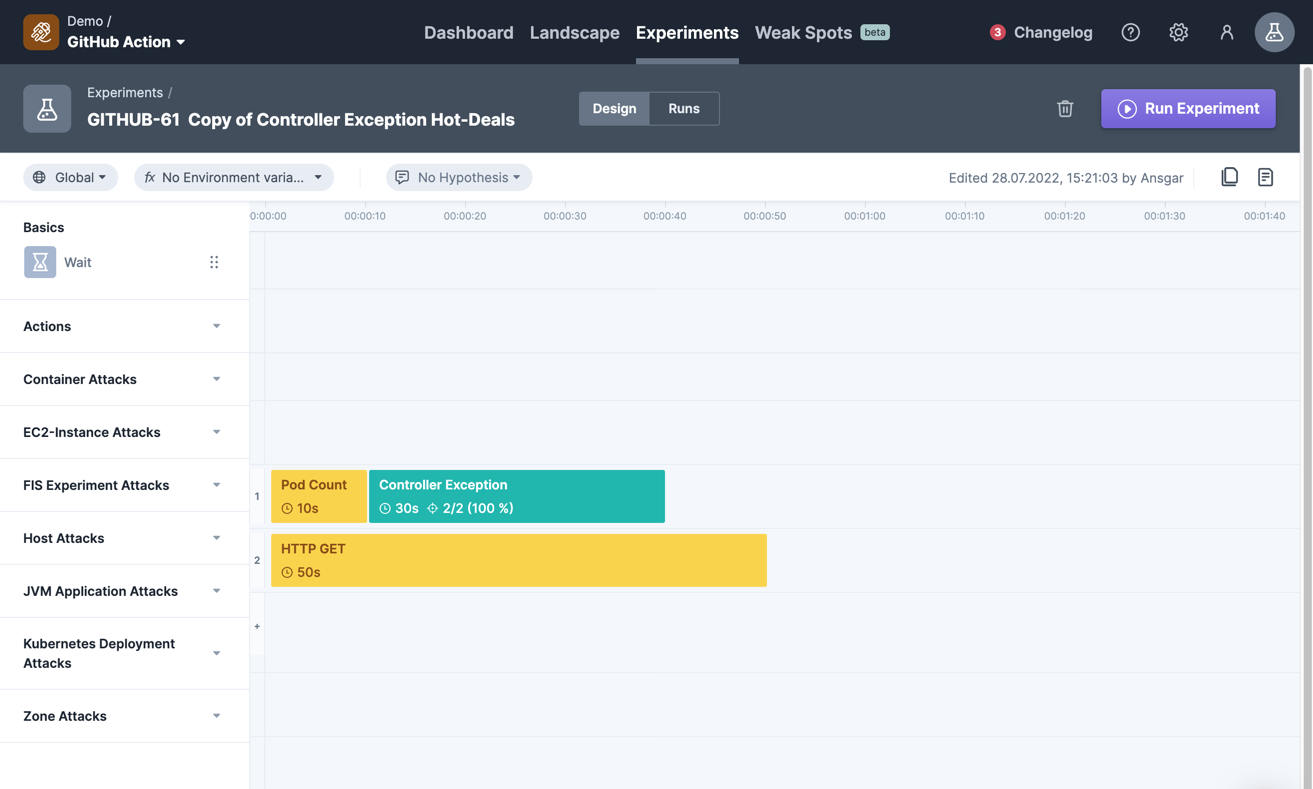 Demo /
GitHub Action
Dashboard Landscape Experiments Weak Spots beta
3 Changelog
Experiments /
GITHUB-61 Copy of Controller Exception Hot-Deals
Design Runs
Run Experiment
Global
fx No Environment varia...
No Hypothesis
Edited 28.07.2022, 15:21:03 by Ansgar
0:00:00 00:00:10 00:00:20 00:00:30 00:00:40 00:00:50 00:01:00 00:01:10 00:01:20 00:01:30 00:01:40
Basics
Wait
Actions
Container Attacks
EC2-Instance Attacks
FIS Experiment Attacks
Host Attacks
JVM Application Attacks
Kubernetes Deployment
Attacks
Zone Attacks
1
Pod Count
10s
Controller Exception
30s 2/2 (100 %)
2
HTTP GET
50s
+